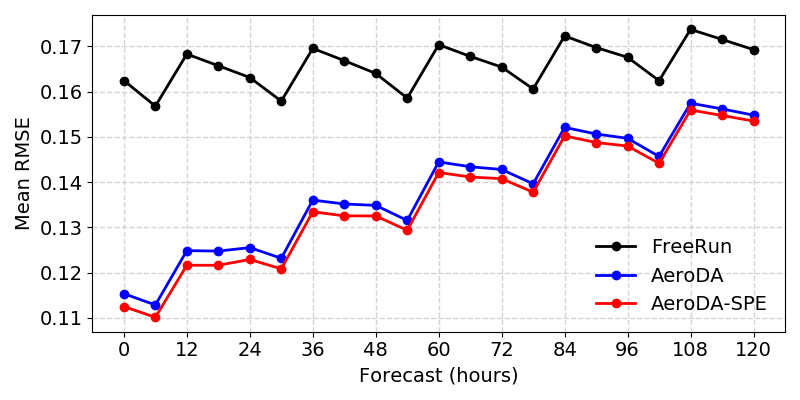 0.17
0.16
0.15
0.14
0.13
0.12
0.11
Mean RMSE
FreeRun
AeroDA
AeroDA-SPE
0 12 24 36 48 60 72 84 96 108 120
Forecast (hours)